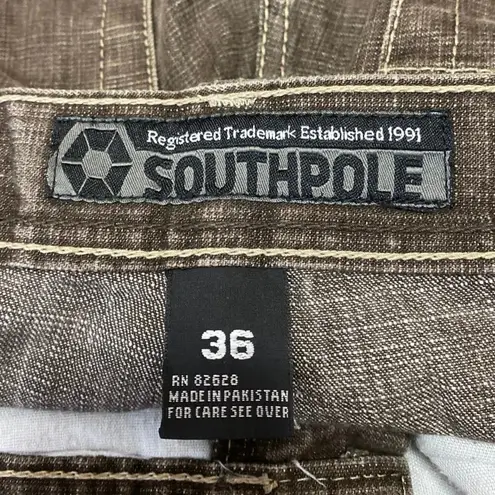 Registered Trademark Established 1991
SOUTHPOLE
36
RN 82628
MADE IN PAKISTAN
FOR CARE SEE OVER